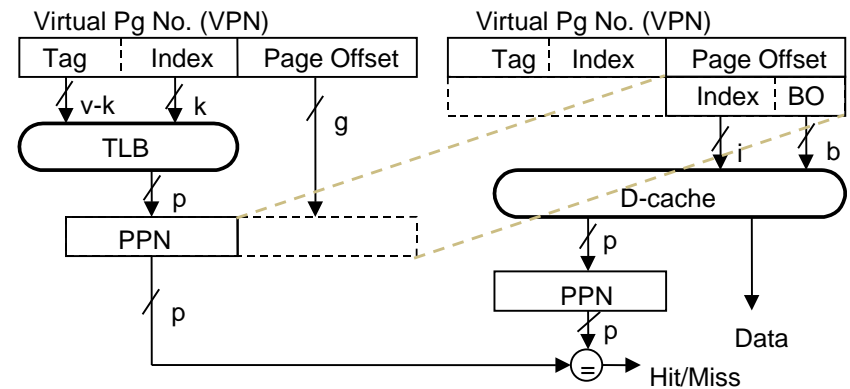 Virtual Pg No. (VPN)
Tag Index Page Offset
v-k k g
TLB
p
PPN
p
Virtual Pg No. (VPN)
Tag Index Page Offset
Index BO
i b
D-cache
p
PPN
p
Data
=
Hit/Miss